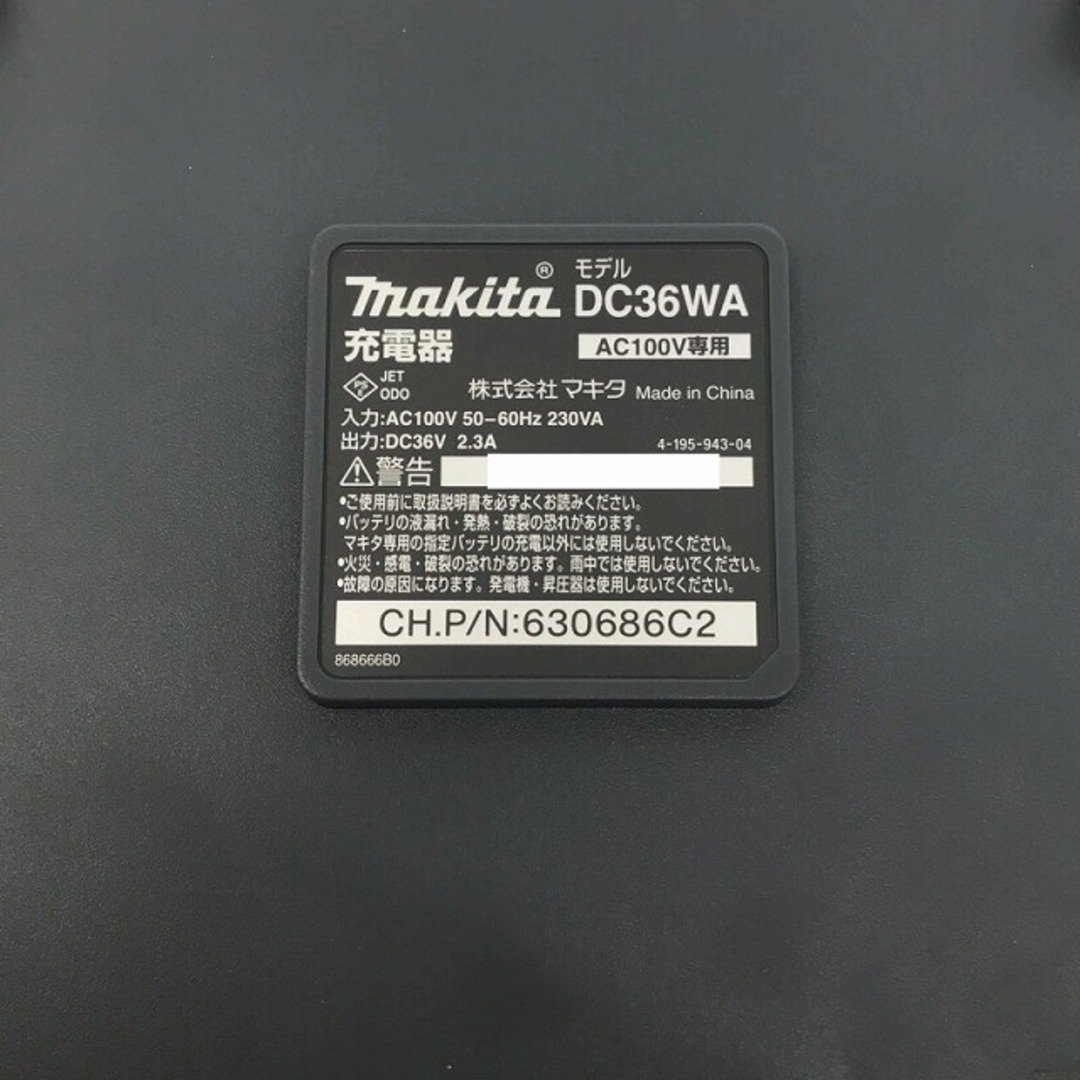 makita® モデル DC36WA
充電器 AC100V専用
PS E JET ODO 株式会社マキタ Made in China
入力:AC100V 50-60Hz 230VA
出力:DC36V 2.3A 4-195-943-04
⚠警告
•ご使用前に取扱説明書を必ずよくお読みください。
•バッテリの液漏れ・発熱・破裂の恐れがあります。
マキタ専用の指定バッテリの充電以外には使用しないでください。
•火災・感電・破裂の恐れがあります。雨中では使用しないでください。
•故障の原因になります。発電機・昇圧器は使用しないでください。
CH.P/N:630686C2
868666B0